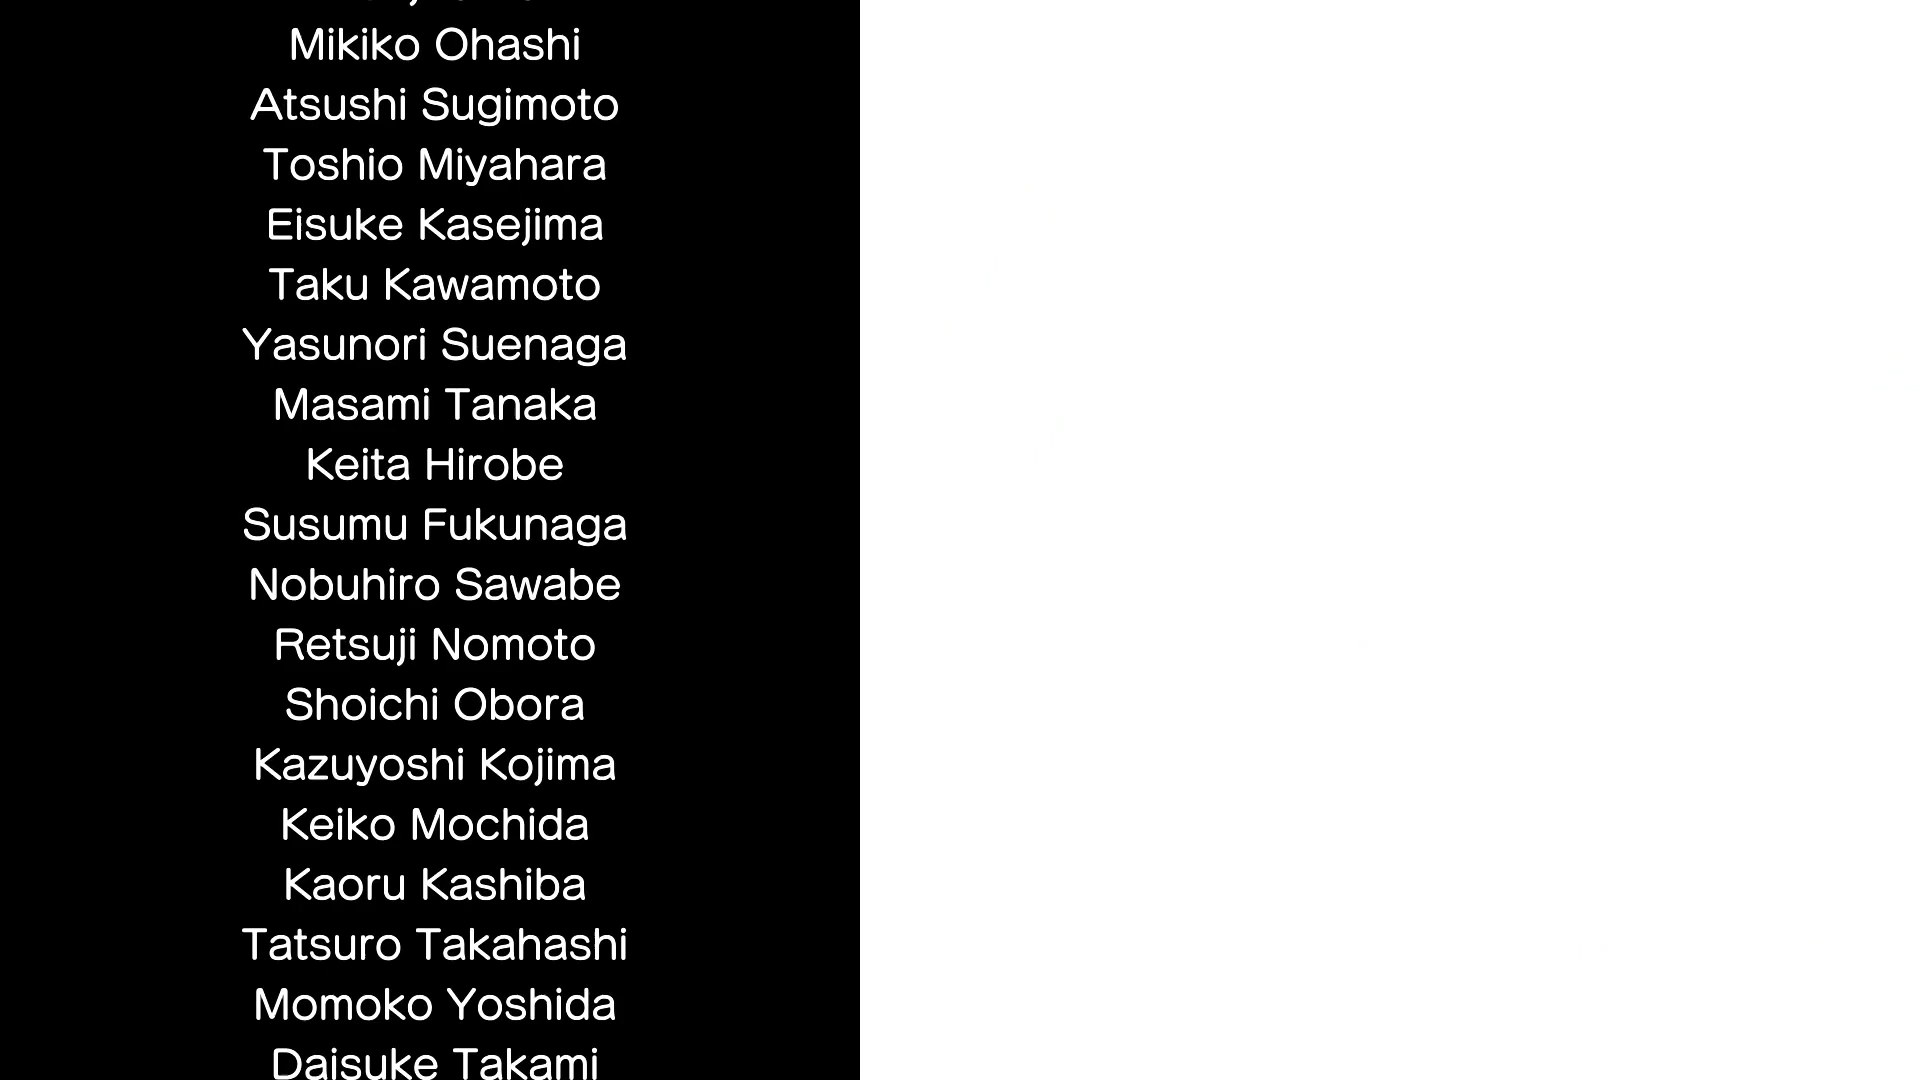 Mikiko Ohashi
Atsushi Sugimoto
Toshio Miyahara
Eisuke Kasejima
Taku Kawamoto
Yasunori Suenaga
Masami Tanaka
Keita Hirobe
Susumu Fukunaga
Nobuhiro Sawabe
Retsuji Nomoto
Shoichi Obora
Kazuyoshi Kojima
Keiko Mochida
Kaoru Kashiba
Tatsuro Takahashi
Momoko Yoshida
Daisuke Takami